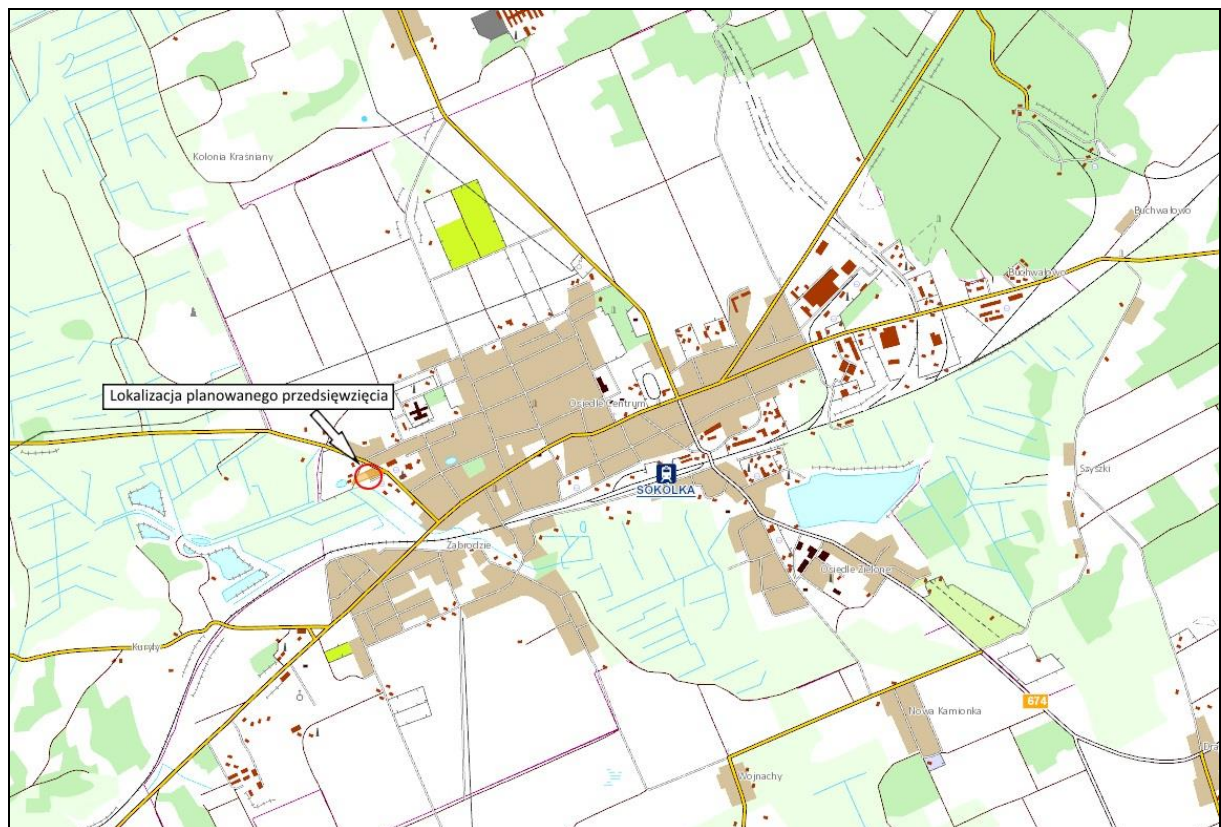 Kolonia Kraśniany
Buchwałowo
Buchwałowo
Lokalizacja planowanego przedsięwzięcia
Osiedle Centrum
Szyszki
SOKÓŁKA
Zabrodzie
Osiedle Zielone
Kuryły
674
Nowa Kamionka
Wojnachy